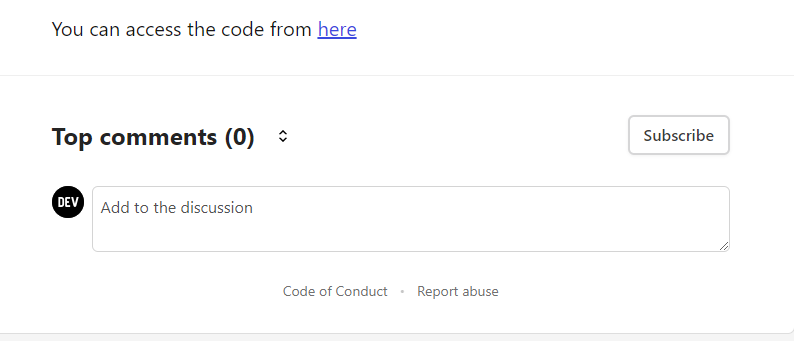 You can access the code from here
Top comments (0)
Subscribe
DEV
Add to the discussion
Code of Conduct • Report abuse